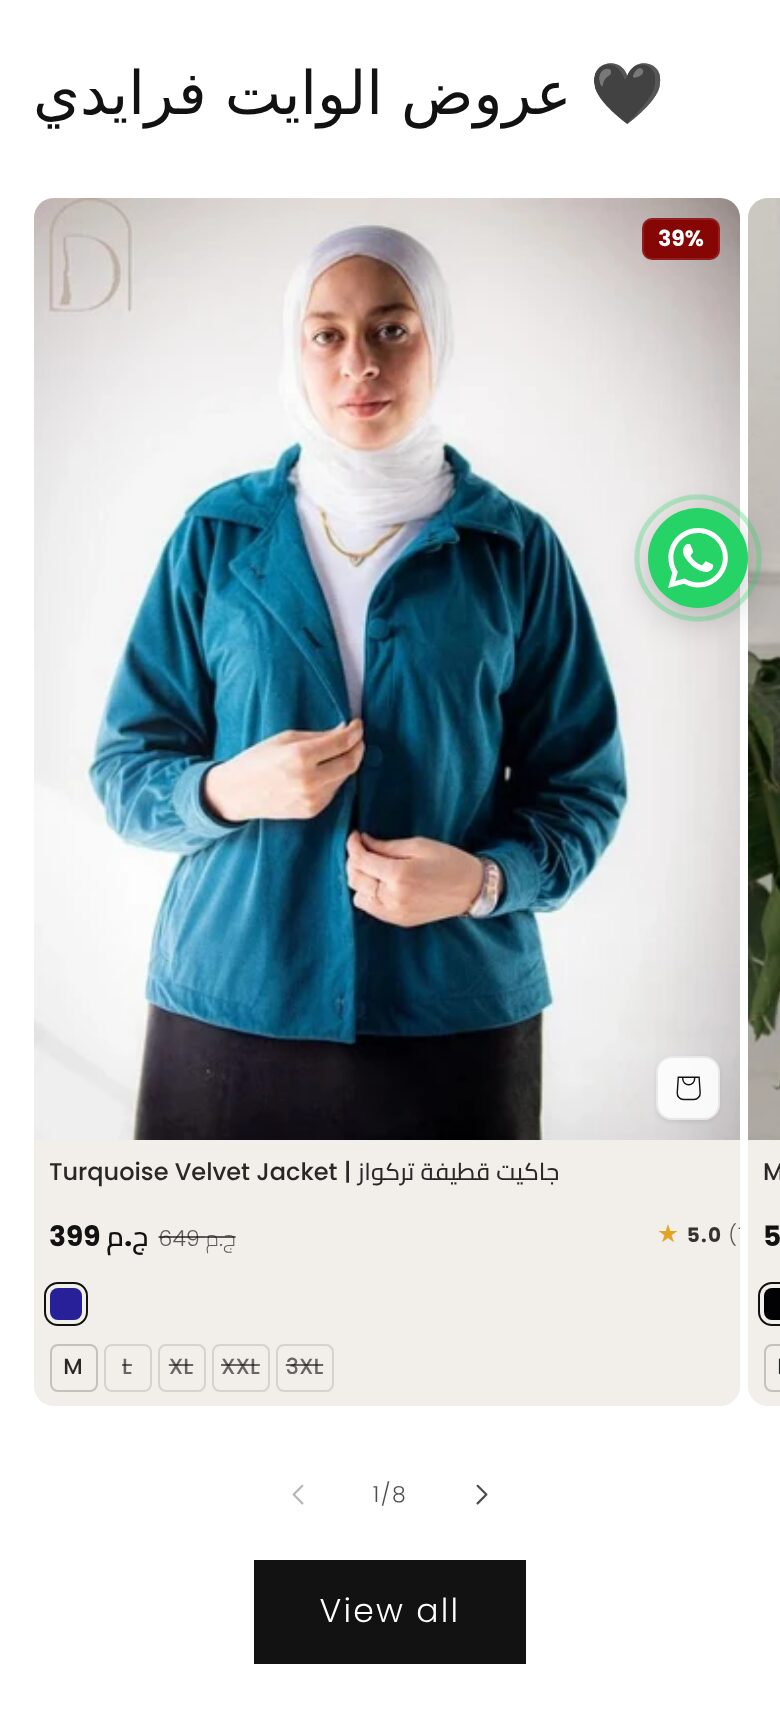 عروض الوايت فرايدي 🖤
39%
Turquoise Velvet Jacket | جاكيت قطيفة تركواز
399 ج.م 649 ج.م
★ 5.0
M L XL XXL 3XL
1/8
View all